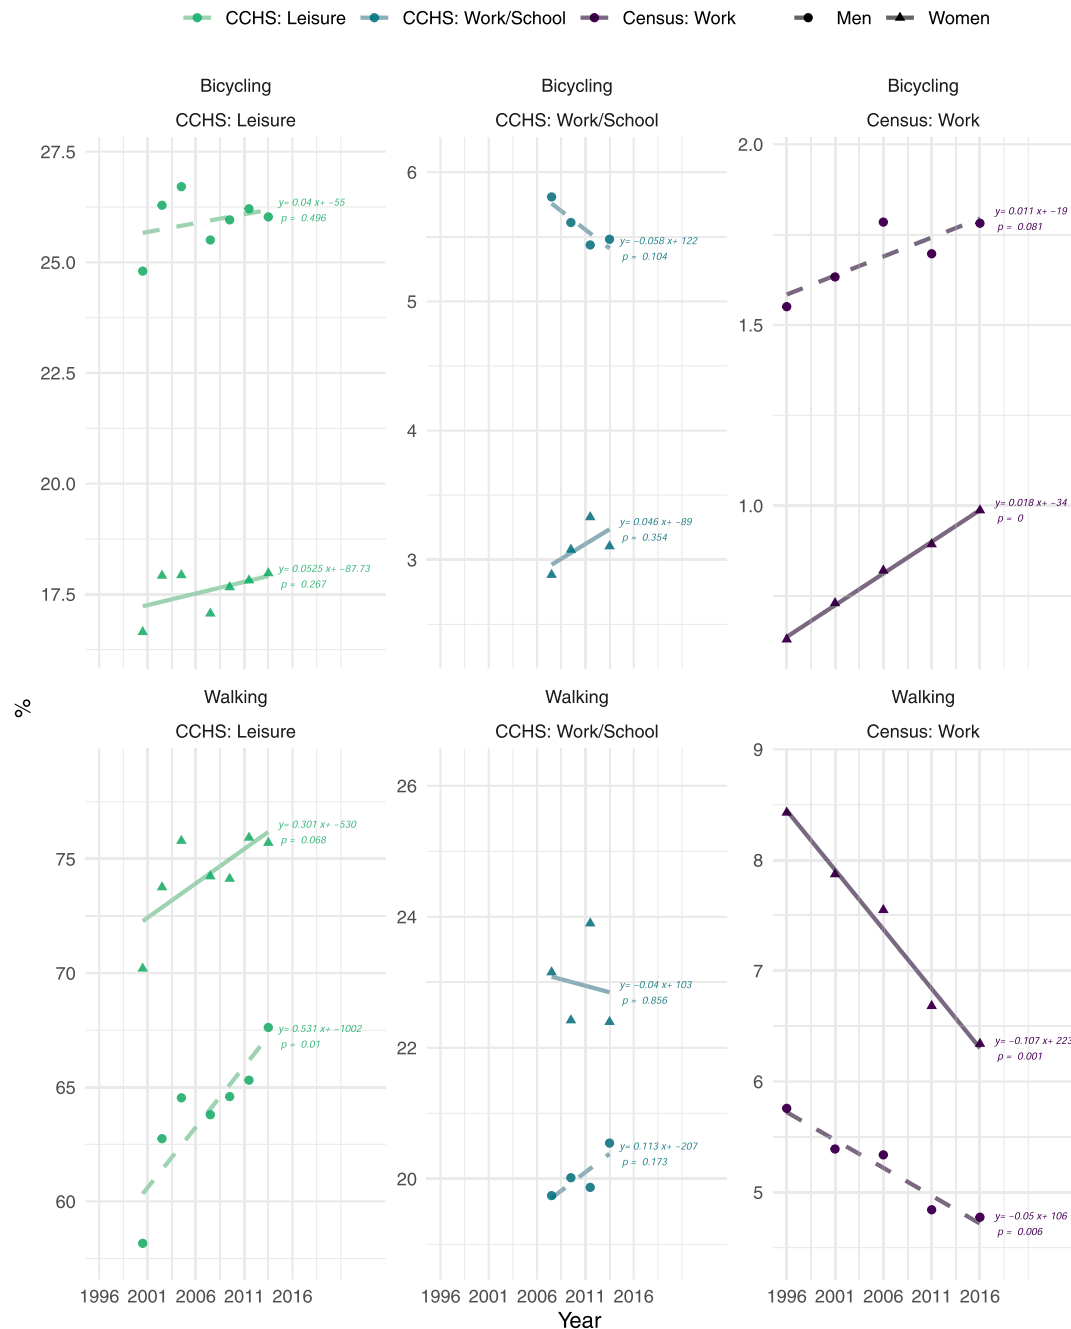 CCHS: Leisure CCHS: Work/School Census: Work Men Women
Bicycling Bicycling Bicycling
CCHS: Leisure CCHS: Work/School Census: Work
27.5
25.0
22.5
20.0
17.5
y= 0.04 x+ −55
p = 0.496
y= 0.0525 x+ −87.73
p = 0.267
6
5
4
3
y= −0.058 x+ 122
p = 0.104
y= 0.046 x+ −89
p = 0.354
2.0
1.5
1.0
y= 0.011 x+ −19
p = 0.081
y= 0.018 x+ −34
p = 0
%
Walking Walking Walking
CCHS: Leisure CCHS: Work/School Census: Work
75
70
65
60
y= 0.301 x+ −530
p = 0.068
y= 0.531 x+ −1002
p = 0.01
26
24
22
20
y= −0.04 x+ 103
p = 0.856
y= 0.113 x+ −207
p = 0.173
9
8
7
6
5
y= −0.107 x+ 223
p = 0.001
y= −0.05 x+ 106
p = 0.006
1996 2001 2006 2011 2016 1996 2001 2006 2011 2016 1996 2001 2006 2011 2016
Year